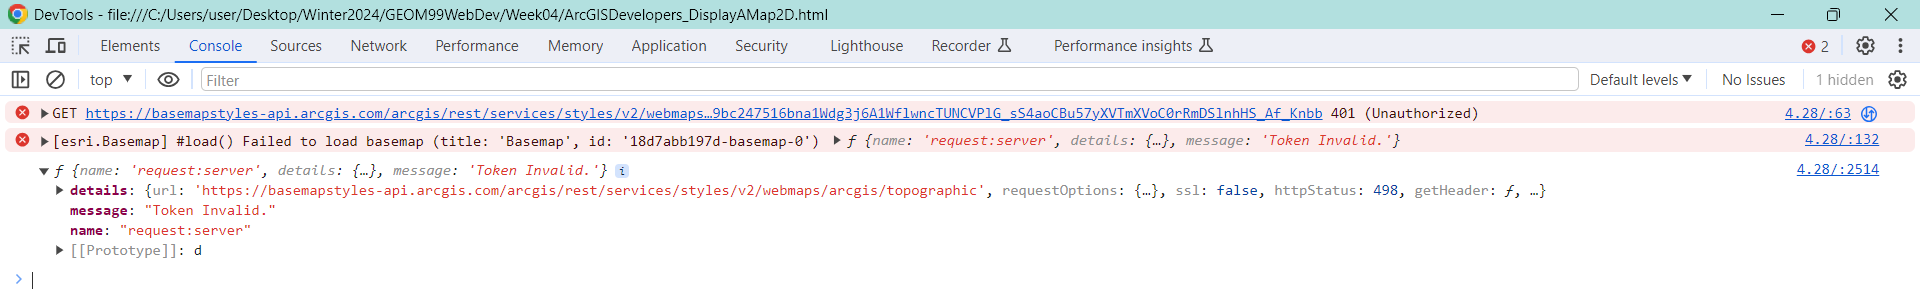 DevTools - file:///C:/Users/user/Desktop/Winter2024/GEOM99WebDev/Week04/ArcGISDevelopers_DisplayAMap2D.html
Elements Console Sources Network Performance Memory Application Security Lighthouse Recorder Performance insights 2
top Filter Default levels No Issues 1 hidden
GET https://basemapstyles-api.arcgis.com/arcgis/rest/services/styles/v2/webmaps…9bc247516bna1Wdg3j6A1WflwncTUNCVPlG_sS4aoCBu57yXVTmXVoC0rRmDSlnhHS_Af_Knbb 401 (Unauthorized) 4.28/:63
[esri.Basemap] #load() Failed to load basemap (title: 'Basemap', id: '18d7abb197d-basemap-0') ƒ {name: 'request:server', details: {…}, message: 'Token Invalid.'} 4.28/:132
ƒ {name: 'request:server', details: {…}, message: 'Token Invalid.'} i 4.28/:2514
details: {url: 'https://basemapstyles-api.arcgis.com/arcgis/rest/services/styles/v2/webmaps/arcgis/topographic', requestOptions: {…}, ssl: false, httpStatus: 498, getHeader: ƒ, …}
message: "Token Invalid."
name: "request:server"
[[Prototype]]: d